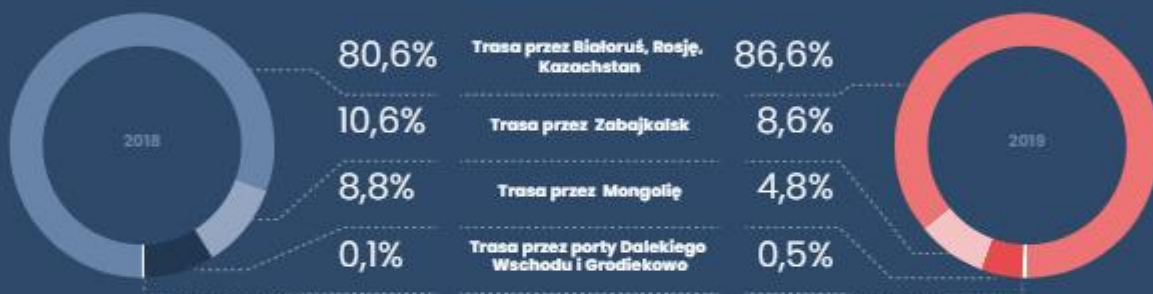 80,6% Trasa przez Białoruś, Rosję, 86,6%
Kazachstan
2018 10,6% Trasa przez Zabajkalsk 8,6% 2019
8,8% Trasa przez Mongolię 4,8%
0,1% Trasa przez porty Dalekiego 0,5%
Wschodu i Grodiekowo